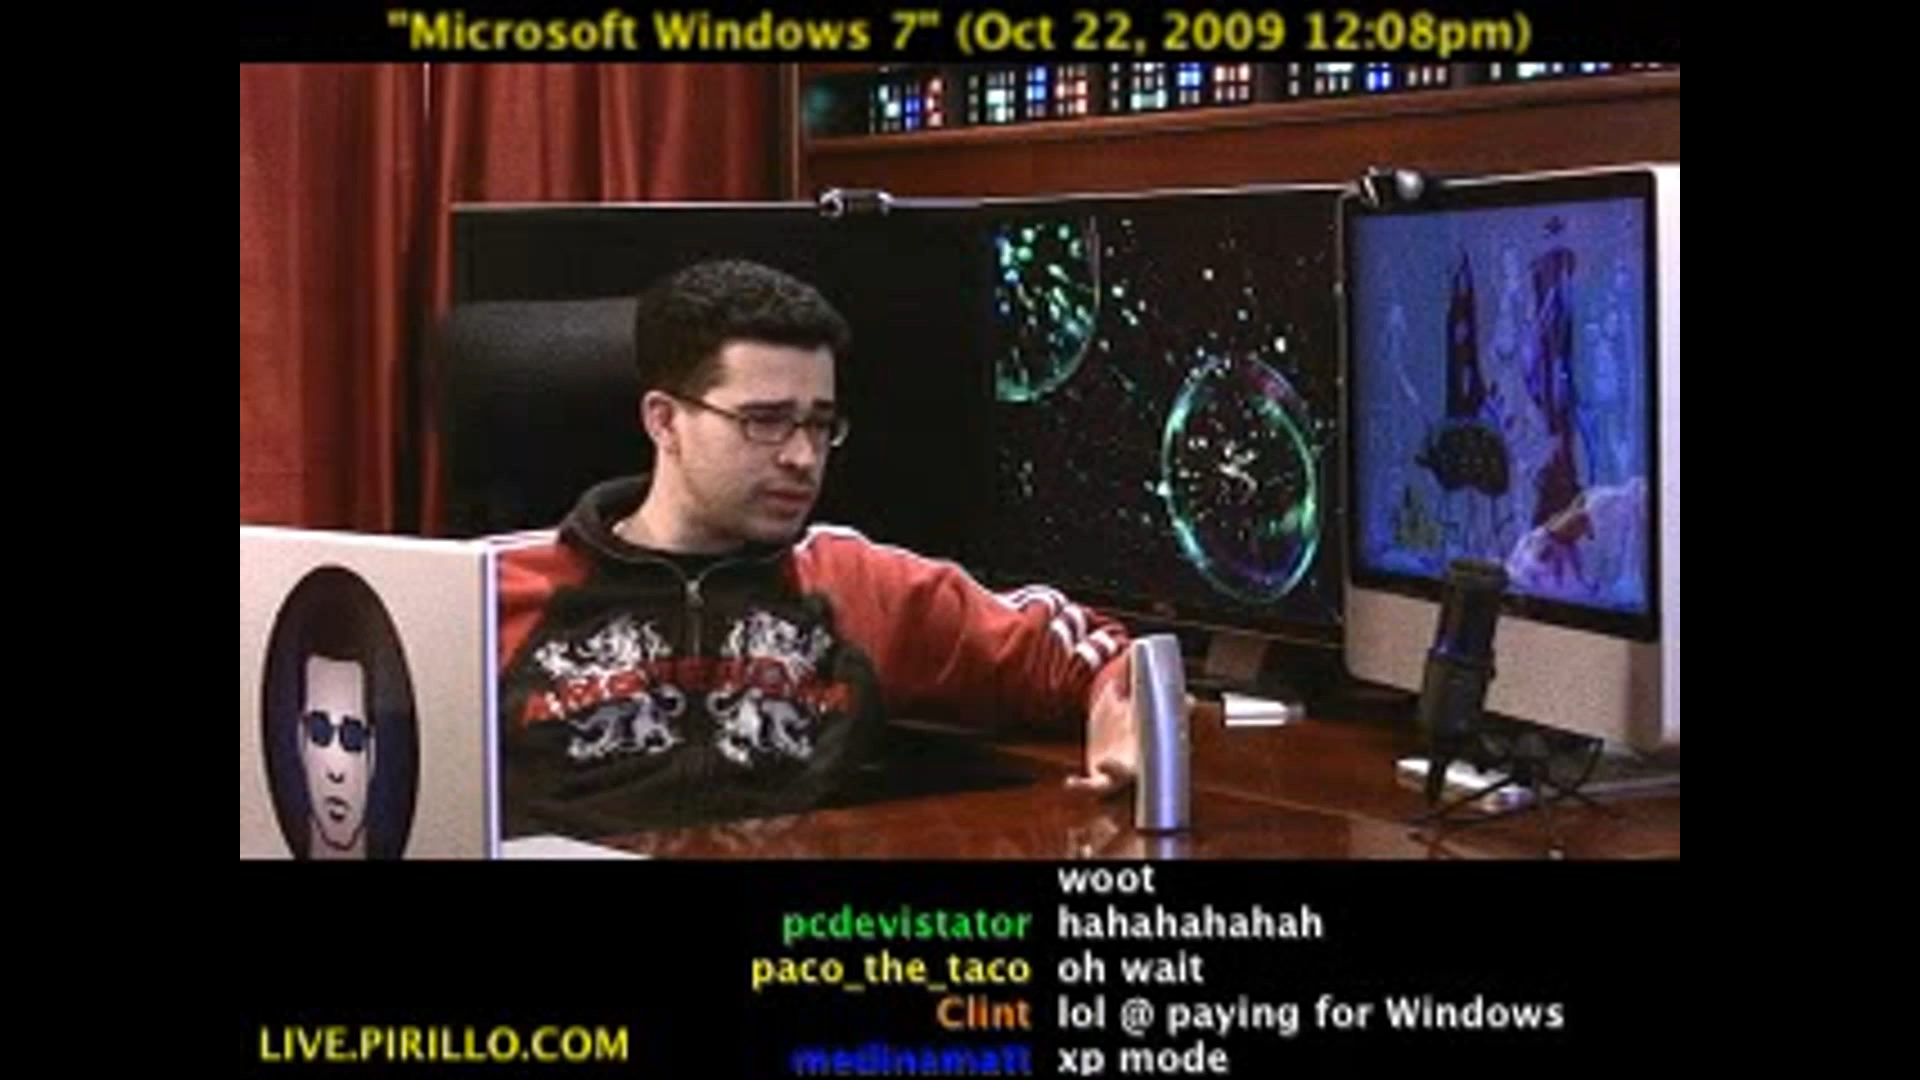 "Microsoft Windows 7" (Oct 22, 2009 12:08pm)
woot
pcdevistator hahahahahah
paco_the_taco oh wait
Clint lol @ paying for Windows
LIVE.PIRILLO.COM
medinamatt xp mode